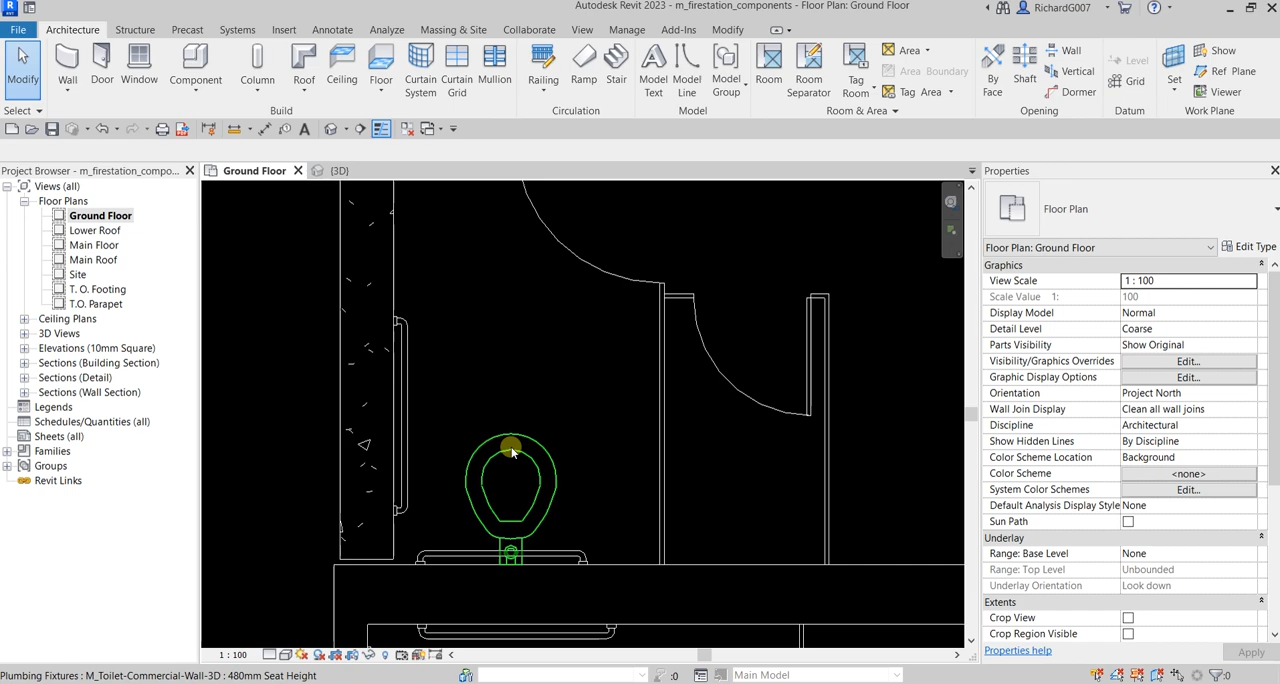 Autodesk Revit 2023 - m_firestation_components - Floor Plan: Ground Floor
RichardG007
File Architecture Structure Precast Systems Insert Annotate Analyze Massing & Site Collaborate View Manage Add-Ins Modify
Modify Wall Door Window Component Column Roof Ceiling Floor Curtain System Curtain Grid Mullion Railing Ramp Stair Model Text Model Line Model Group Room Room Separator Tag Room
Area
Area Boundary
Tag Area
By Face Shaft
Wall
Vertical
Dormer
Level
Grid
Set
Show
Ref Plane
Viewer
Select Build Circulation Model Room & Area Opening Datum Work Plane
Project Browser - m_firestation_compo...
Ground Floor
(3D)
Properties
Views (all)
Floor Plans
Ground Floor
Lower Roof
Main Floor
Main Roof
Site
T. O. Footing
T.O. Parapet
Ceiling Plans
3D Views
Elevations (10mm Square)
Sections (Building Section)
Sections (Detail)
Sections (Wall Section)
Legends
Schedules/Quantities (all)
Sheets (all)
Families
Groups
Revit Links
Floor Plan
Floor Plan: Ground Floor Edit Type
Graphics
View Scale 1 : 100
Scale Value 1: 100
Display Model Normal
Detail Level Coarse
Parts Visibility Show Original
Visibility/Graphics Overrides Edit...
Graphic Display Options Edit...
Orientation Project North
Wall Join Display Clean all wall joins
Discipline Architectural
Show Hidden Lines By Discipline
Color Scheme Location Background
Color Scheme <none>
System Color Schemes Edit...
Default Analysis Display Style None
Sun Path
Underlay
Range: Base Level None
Range: Top Level Unbounded
Underlay Orientation Look down
Extents
Crop View
Crop Region Visible
Properties help Apply
1 : 100
Plumbing Fixtures : M_Toilet-Commercial-Wall-3D : 480mm Seat Height
:0
Main Model
:0